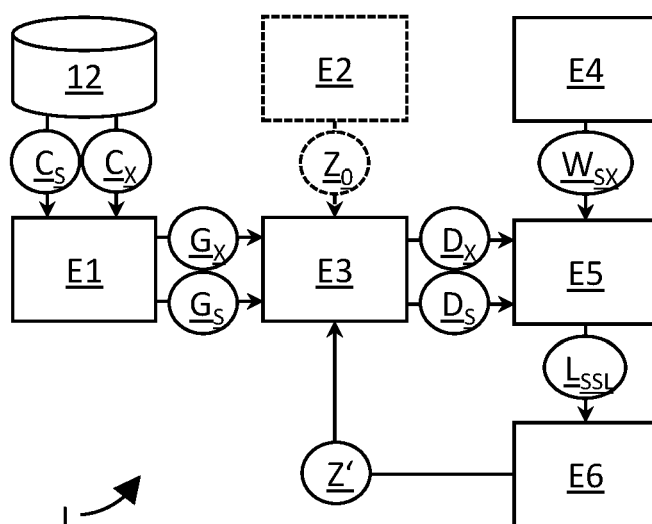 12 E2 E4
C_S C_X Z_0 W_SX
E1 G_X E3 D_X E5
G_S D_S
L_SSL
Z' E6